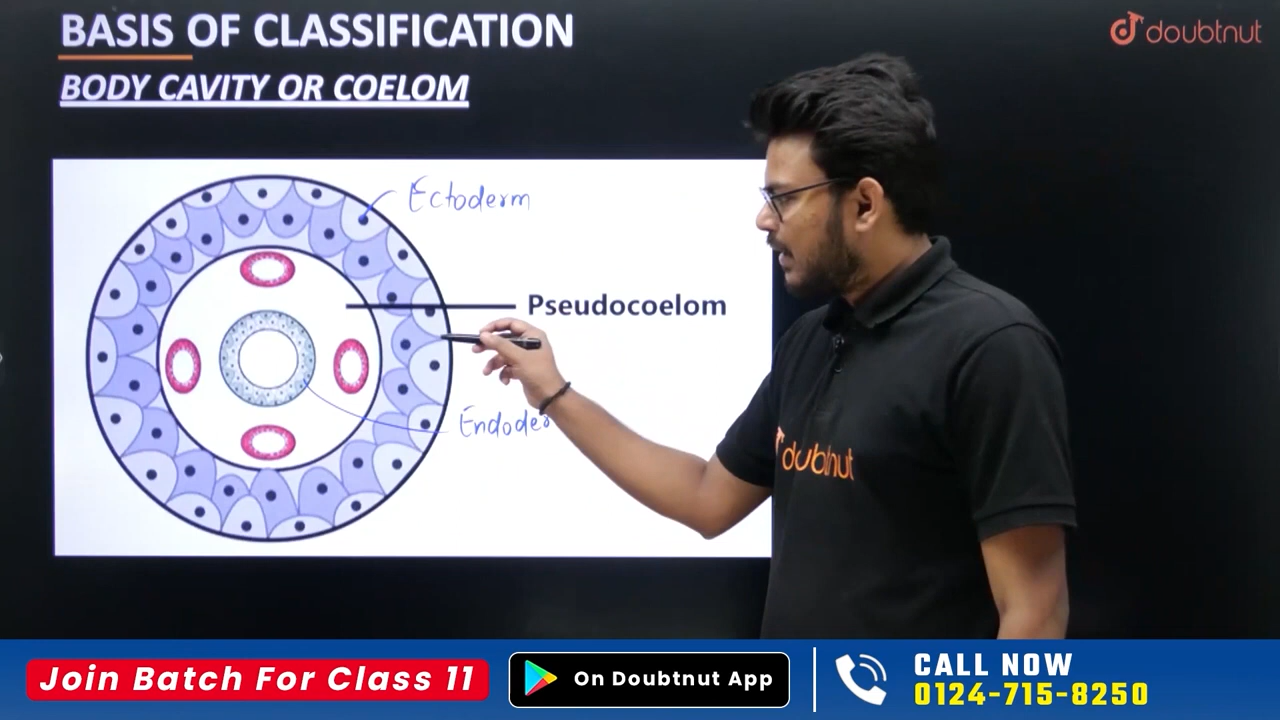 BASIS OF CLASSIFICATION
doubtnut
BODY CAVITY OR COELOM
Ectoderm
Pseudocoelom
Endoder
doubtnut
Join Batch For Class 11
On Doubtnut App
CALL NOW
0124-715-8250